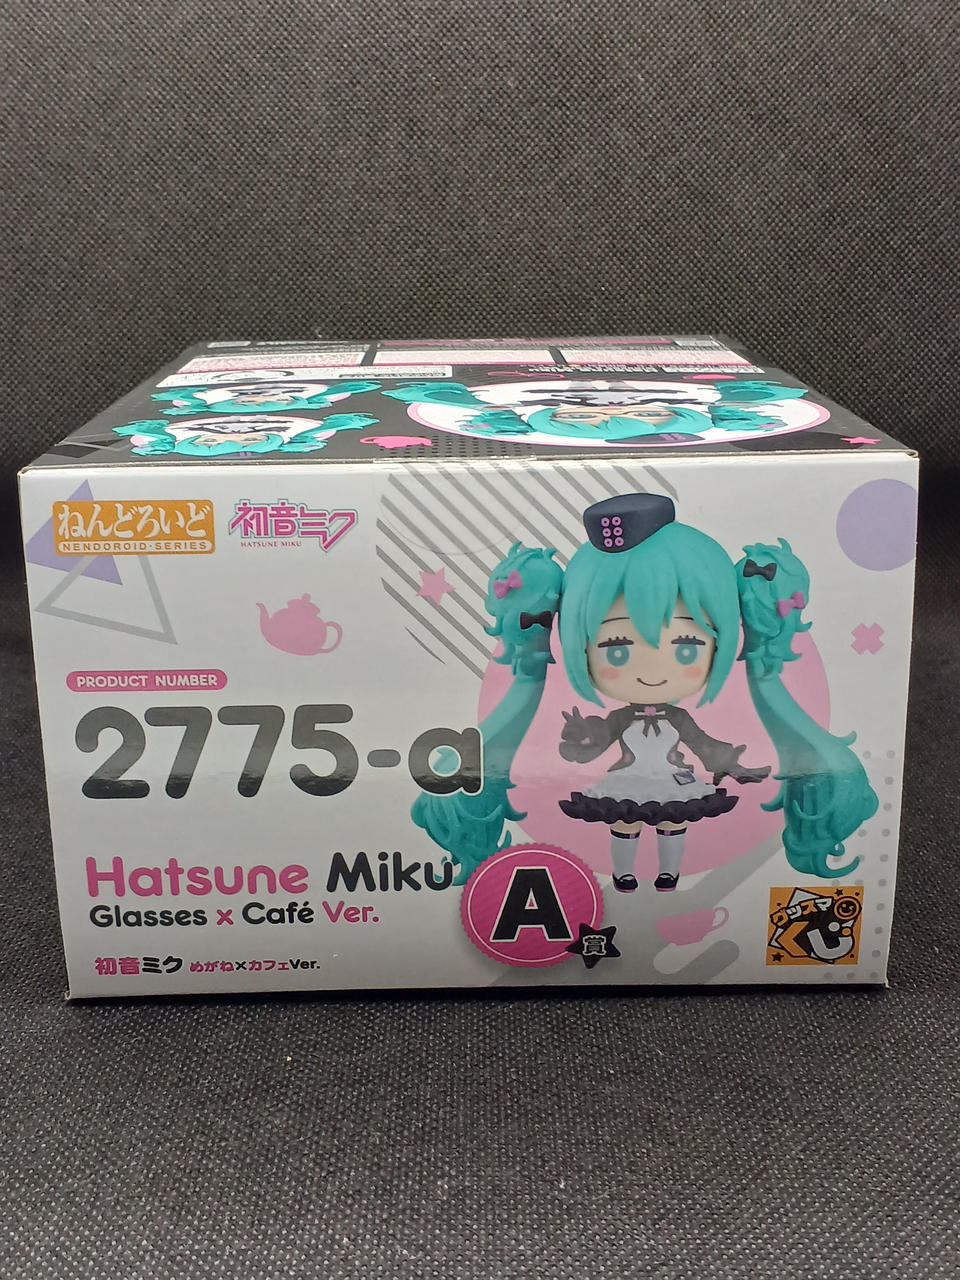 ねんどろいど
NENDOROID・SERIES
初音ミク
HATSUNE MIKU
PRODUCT NUMBER
2775-a
Hatsune Miku
Glasses x Café Ver.
初音ミク めがね×カフェVer.
A
賞
グッスマ
くじ